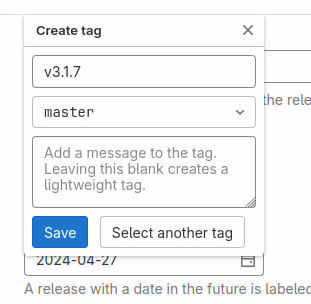 Create tag
v3.1.7
master
the rele
Add a message to the tag.
Leaving this blank creates a
lightweight tag.
Save
Select another tag
2024-04-27
A release with a date in the future is labeled